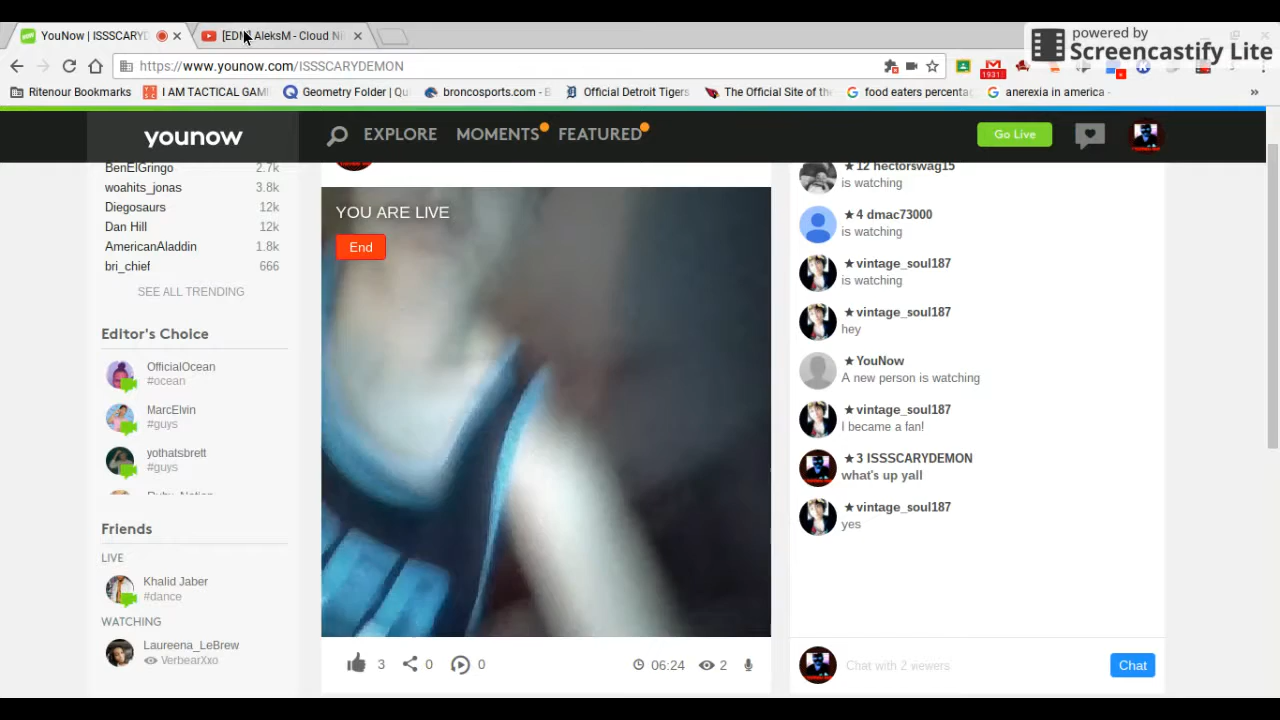 YouNow | ISSSCARYD
[EDM] AleksM - Cloud Ni
powered by
Screencastify Lite
https://www.younow.com/ISSSCARYDEMON
1931
Ritenour Bookmarks
I AM TACTICAL GAMI
Geometry Folder | Qui
broncosports.com - B
Official Detroit Tigers
The Official Site of the
food eaters percentag
anerexia in america -
»
younow
EXPLORE
MOMENTS
FEATURED
Go Live
BenElGringo 2.7k
woahits_jonas 3.8k
Diegosaurs 12k
Dan Hill 12k
AmericanAladdin 1.8k
bri_chief 666
SEE ALL TRENDING
Editor's Choice
OfficialOcean
#ocean
MarcElvin
#guys
yothatsbrett
#guys
Friends
LIVE
Khalid Jaber
#dance
WATCHING
Laureena_LeBrew
VerbearXxo
YOU ARE LIVE
End
3
0
0
06:24
2
★12 hectorswag15
is watching
★4 dmac73000
is watching
★vintage_soul187
is watching
★vintage_soul187
hey
★YouNow
A new person is watching
★vintage_soul187
I became a fan!
★3 ISSSCARYDEMON
what's up yall
★vintage_soul187
yes
Chat with 2 viewers
Chat